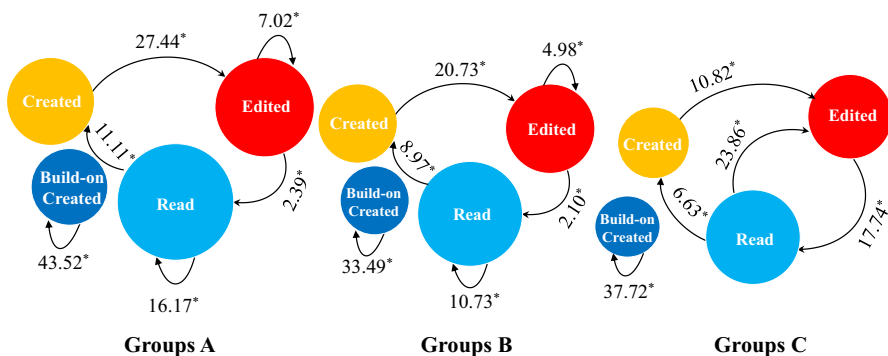 7.02*
27.44*
Created
Edited
11.11*
Build-on
Created
Read
2.39*
43.52*
16.17*
Groups A
4.98*
20.73*
Created
Edited
8.97*
Build-on
Created
Read
2.10*
33.49*
10.73*
Groups B
10.82*
Created
Edited
23.86*
6.63*
Build-on
Created
Read
17.74*
37.72*
Groups C